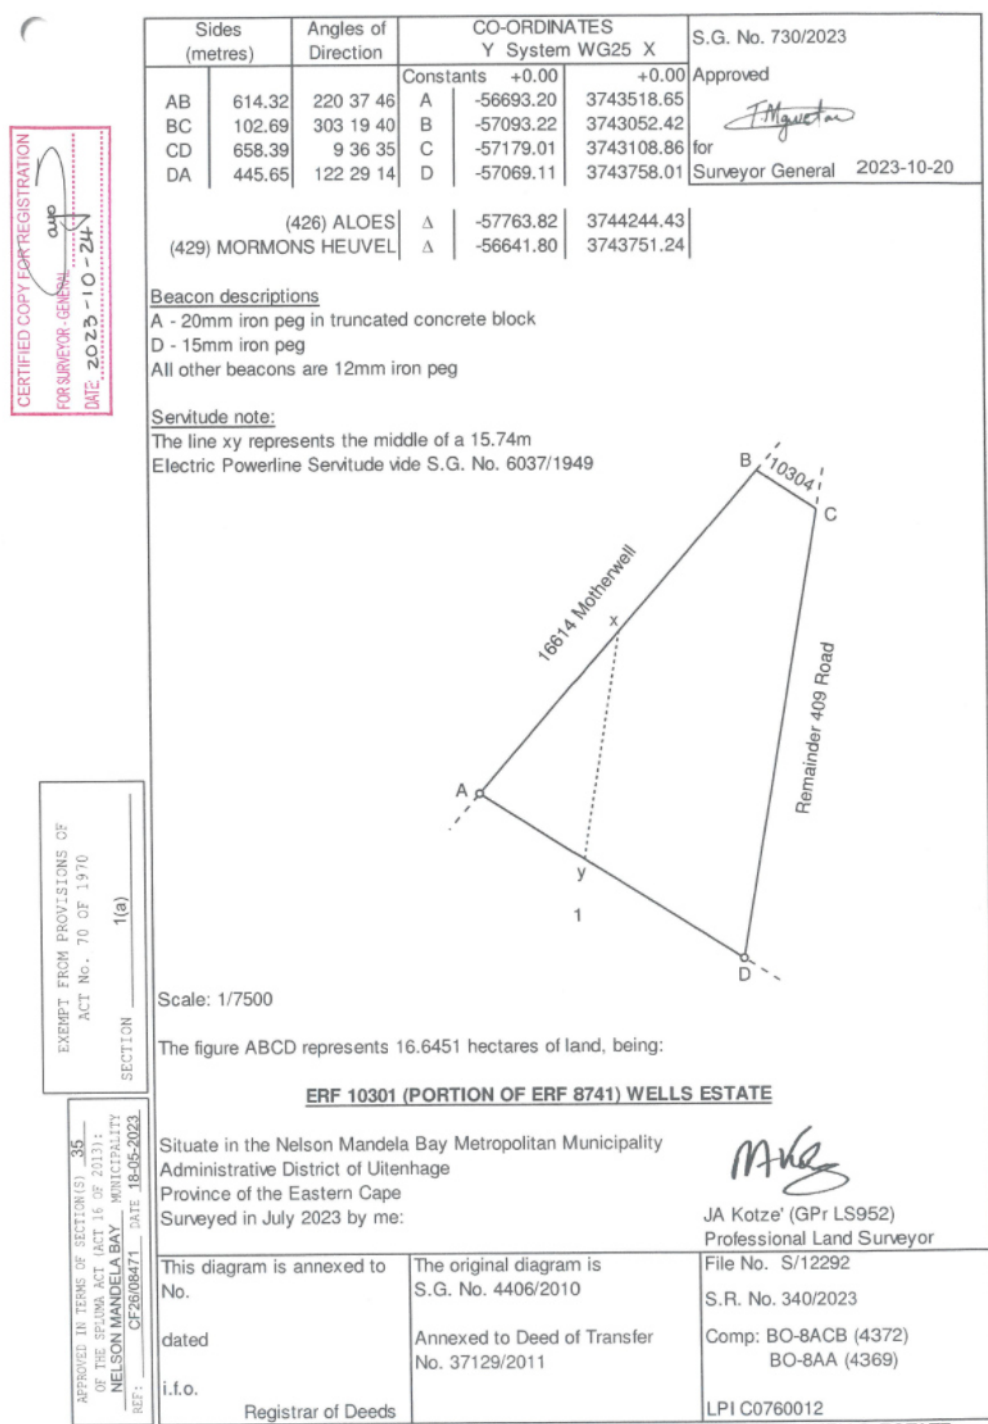 Sides
(metres)
Angles of
Direction
CO-ORDINATES
Y System WG25 X
Constants +0.00 +0.00
AB 614.32 220 37 46 A -56693.20 3743518.65
BC 102.69 303 19 40 B -57093.22 3743052.42
CD 658.39 9 36 35 C -57179.01 3743108.86
DA 445.65 122 29 14 D -57069.11 3743758.01
(426) ALOES Δ -57763.82 3744244.43
(429) MORMONS HEUVEL Δ -56641.80 3743751.24
S.G. No. 730/2023
Approved
for
Surveyor General 2023-10-20
CERTIFIED COPY FOR REGISTRATION
FOR SURVEYOR-GENERAL
DATE: 2023-10-24
Beacon descriptions
A - 20mm iron peg in truncated concrete block
D - 15mm iron peg
All other beacons are 12mm iron peg
Servitude note:
The line xy represents the middle of a 15.74m
Electric Powerline Servitude vide S.G. No. 6037/1949
B
10304
C
16614 Motherwell
x
Remainder 409 Road
A
y
1
D
Scale: 1/7500
The figure ABCD represents 16.6451 hectares of land, being:
ERF 10301 (PORTION OF ERF 8741) WELLS ESTATE
EXEMPT FROM PROVISIONS OF
ACT No. 70 OF 1970
SECTION 1(a)
APPROVED IN TERMS OF SECTION(S) 35
OF THE SPLUMA ACT (ACT 16 OF 2013):
NELSON MANDELA BAY MUNICIPALITY
REF: CF26/08471 DATE 18-05-2023
Situate in the Nelson Mandela Bay Metropolitan Municipality
Administrative District of Uitenhage
Province of the Eastern Cape
Surveyed in July 2023 by me:
JA Kotze' (GPr LS952)
Professional Land Surveyor
This diagram is annexed to
No.
dated
i.f.o.
Registrar of Deeds
The original diagram is
S.G. No. 4406/2010
Annexed to Deed of Transfer
No. 37129/2011
File No. S/12292
S.R. No. 340/2023
Comp: BO-8ACB (4372)
BO-8AA (4369)
LPI C0760012